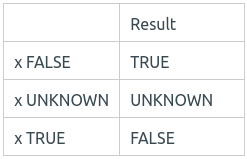 Result
x FALSE TRUE
x UNKNOWN UNKNOWN
x TRUE FALSE